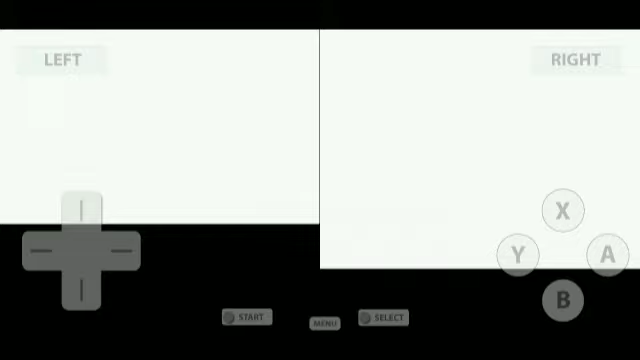 LEFT
RIGHT
X
Y
A
B
START
MENU
SELECT